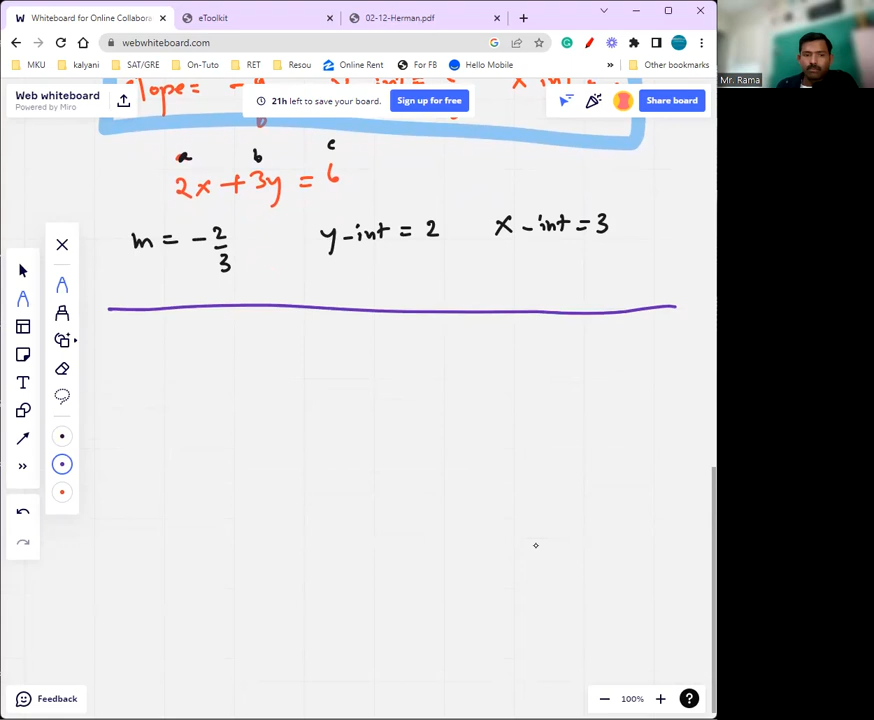 Whiteboard for Online Collabora
eToolkit
02-12-Herman.pdf
webwhiteboard.com
MKU
kalyani
SAT/GRE
On-Tuto
RET
Resou
Online Rent
For FB
Hello Mobile
»
Other bookmarks
Mr. Rama
Web whiteboard
Powered by Miro
21h left to save your board.
Sign up for free
Share board
slope = -
x int
a b c
2x + 3y = 6
m = -2/3 y-int = 2 x-int = 3
T
Feedback
100%
?